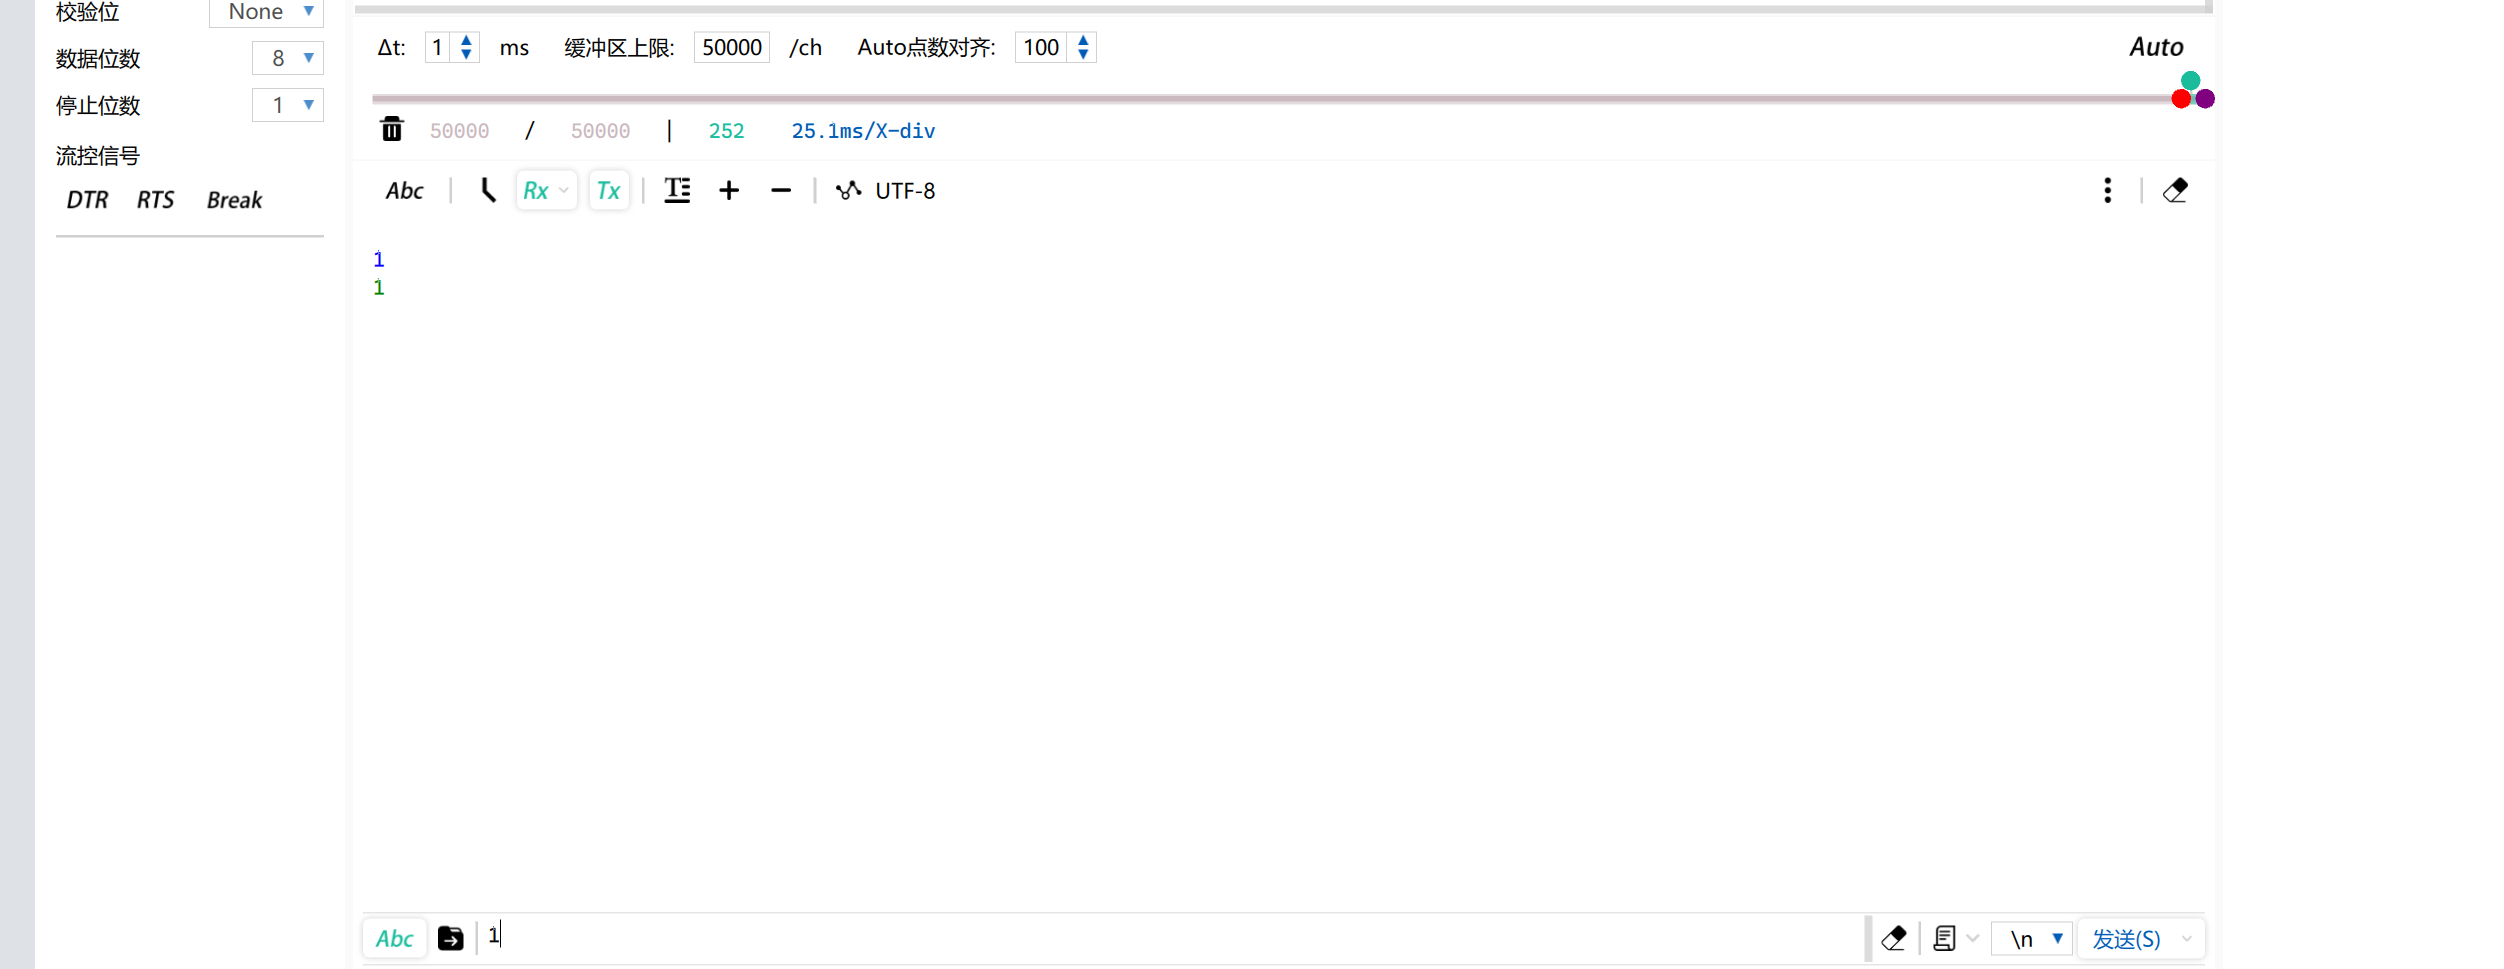 校验位 None
数据位数 8
停止位数 1
流控信号
DTR RTS Break
Δt: 1 ms 缓冲区上限: 50000 /ch Auto点数对齐: 100 Auto
50000 / 50000 | 252 25.1ms/X-div
Abc Rx Tx UTF-8
1
1
Abc 1 \n 发送(S)